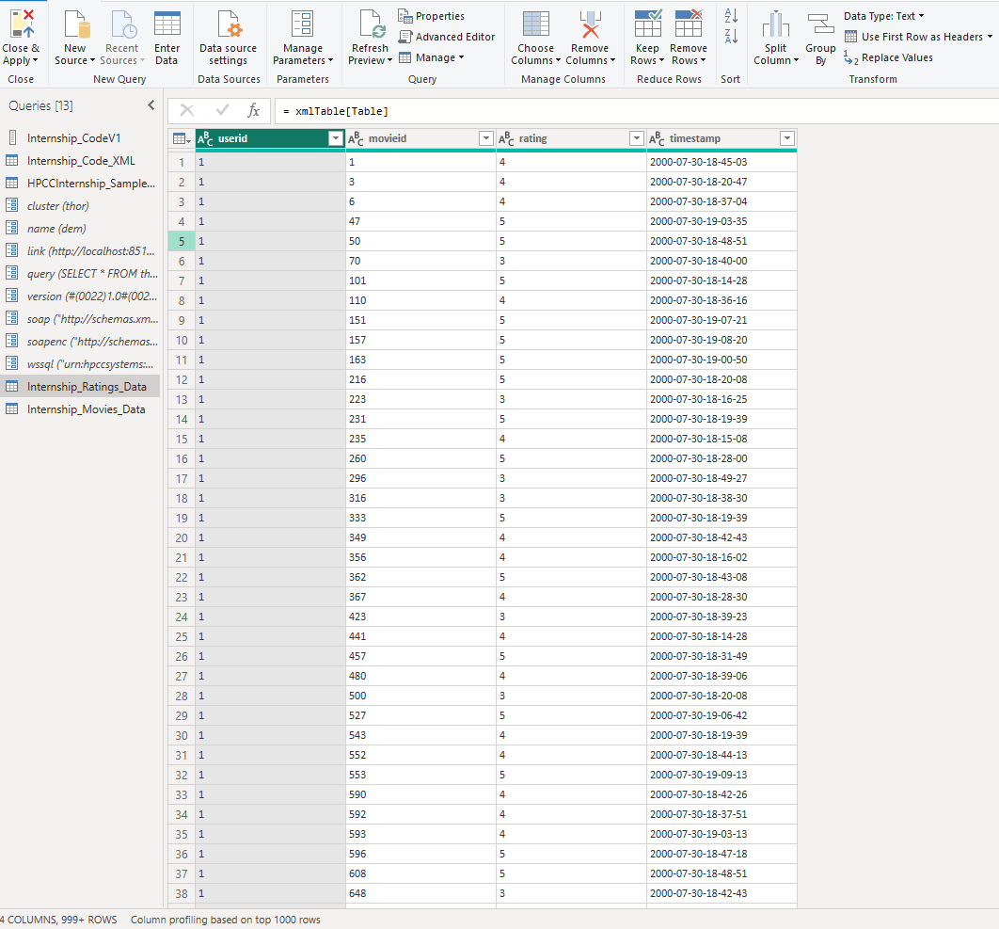 Close & Apply
New Source
Recent Sources
Enter Data
Data source settings
Manage Parameters
Refresh Preview
Properties
Advanced Editor
Manage
Choose Columns
Remove Columns
Keep Rows
Remove Rows
A Z
Z A
Split Column
Group By
Data Type: Text
Use First Row as Headers
1 2 Replace Values
Close
New Query
Data Sources
Parameters
Query
Manage Columns
Reduce Rows
Sort
Transform
Queries [13]
fx
= xmlTable[Table]
Internship_CodeV1
Internship_Code_XML
HPCCInternship_Sample...
cluster (thor)
name (dem)
link (http://localhost:851...
query (SELECT * FROM th...
version (#(0022)1.0#(002...
soap ("http://schemas.xm...
soapenc ("http://schemas...
wssql ("urn:hpccsystems:...
Internship_Ratings_Data
Internship_Movies_Data
ABC userid ABC movieid ABC rating ABC timestamp
1 1 1 4 2000-07-30-18-45-03
2 1 3 4 2000-07-30-18-20-47
3 1 6 4 2000-07-30-18-37-04
4 1 47 5 2000-07-30-19-03-35
5 1 50 5 2000-07-30-18-48-51
6 1 70 3 2000-07-30-18-40-00
7 1 101 5 2000-07-30-18-14-28
8 1 110 4 2000-07-30-18-36-16
9 1 151 5 2000-07-30-19-07-21
10 1 157 5 2000-07-30-19-08-20
11 1 163 5 2000-07-30-19-00-50
12 1 216 5 2000-07-30-18-20-08
13 1 223 3 2000-07-30-18-16-25
14 1 231 5 2000-07-30-18-19-39
15 1 235 4 2000-07-30-18-15-08
16 1 260 5 2000-07-30-18-28-00
17 1 296 3 2000-07-30-18-49-27
18 1 316 3 2000-07-30-18-38-30
19 1 333 5 2000-07-30-18-19-39
20 1 349 4 2000-07-30-18-42-43
21 1 356 4 2000-07-30-18-16-02
22 1 362 5 2000-07-30-18-43-08
23 1 367 4 2000-07-30-18-28-30
24 1 423 3 2000-07-30-18-39-23
25 1 441 4 2000-07-30-18-14-28
26 1 457 5 2000-07-30-18-31-49
27 1 480 4 2000-07-30-18-39-06
28 1 500 3 2000-07-30-18-20-08
29 1 527 5 2000-07-30-19-06-42
30 1 543 4 2000-07-30-18-19-39
31 1 552 4 2000-07-30-18-44-13
32 1 553 5 2000-07-30-19-09-13
33 1 590 4 2000-07-30-18-42-26
34 1 592 4 2000-07-30-18-37-51
35 1 593 4 2000-07-30-19-03-13
36 1 596 5 2000-07-30-18-47-18
37 1 608 5 2000-07-30-18-48-51
38 1 648 3 2000-07-30-18-42-43
4 COLUMNS, 999+ ROWS Column profiling based on top 1000 rows